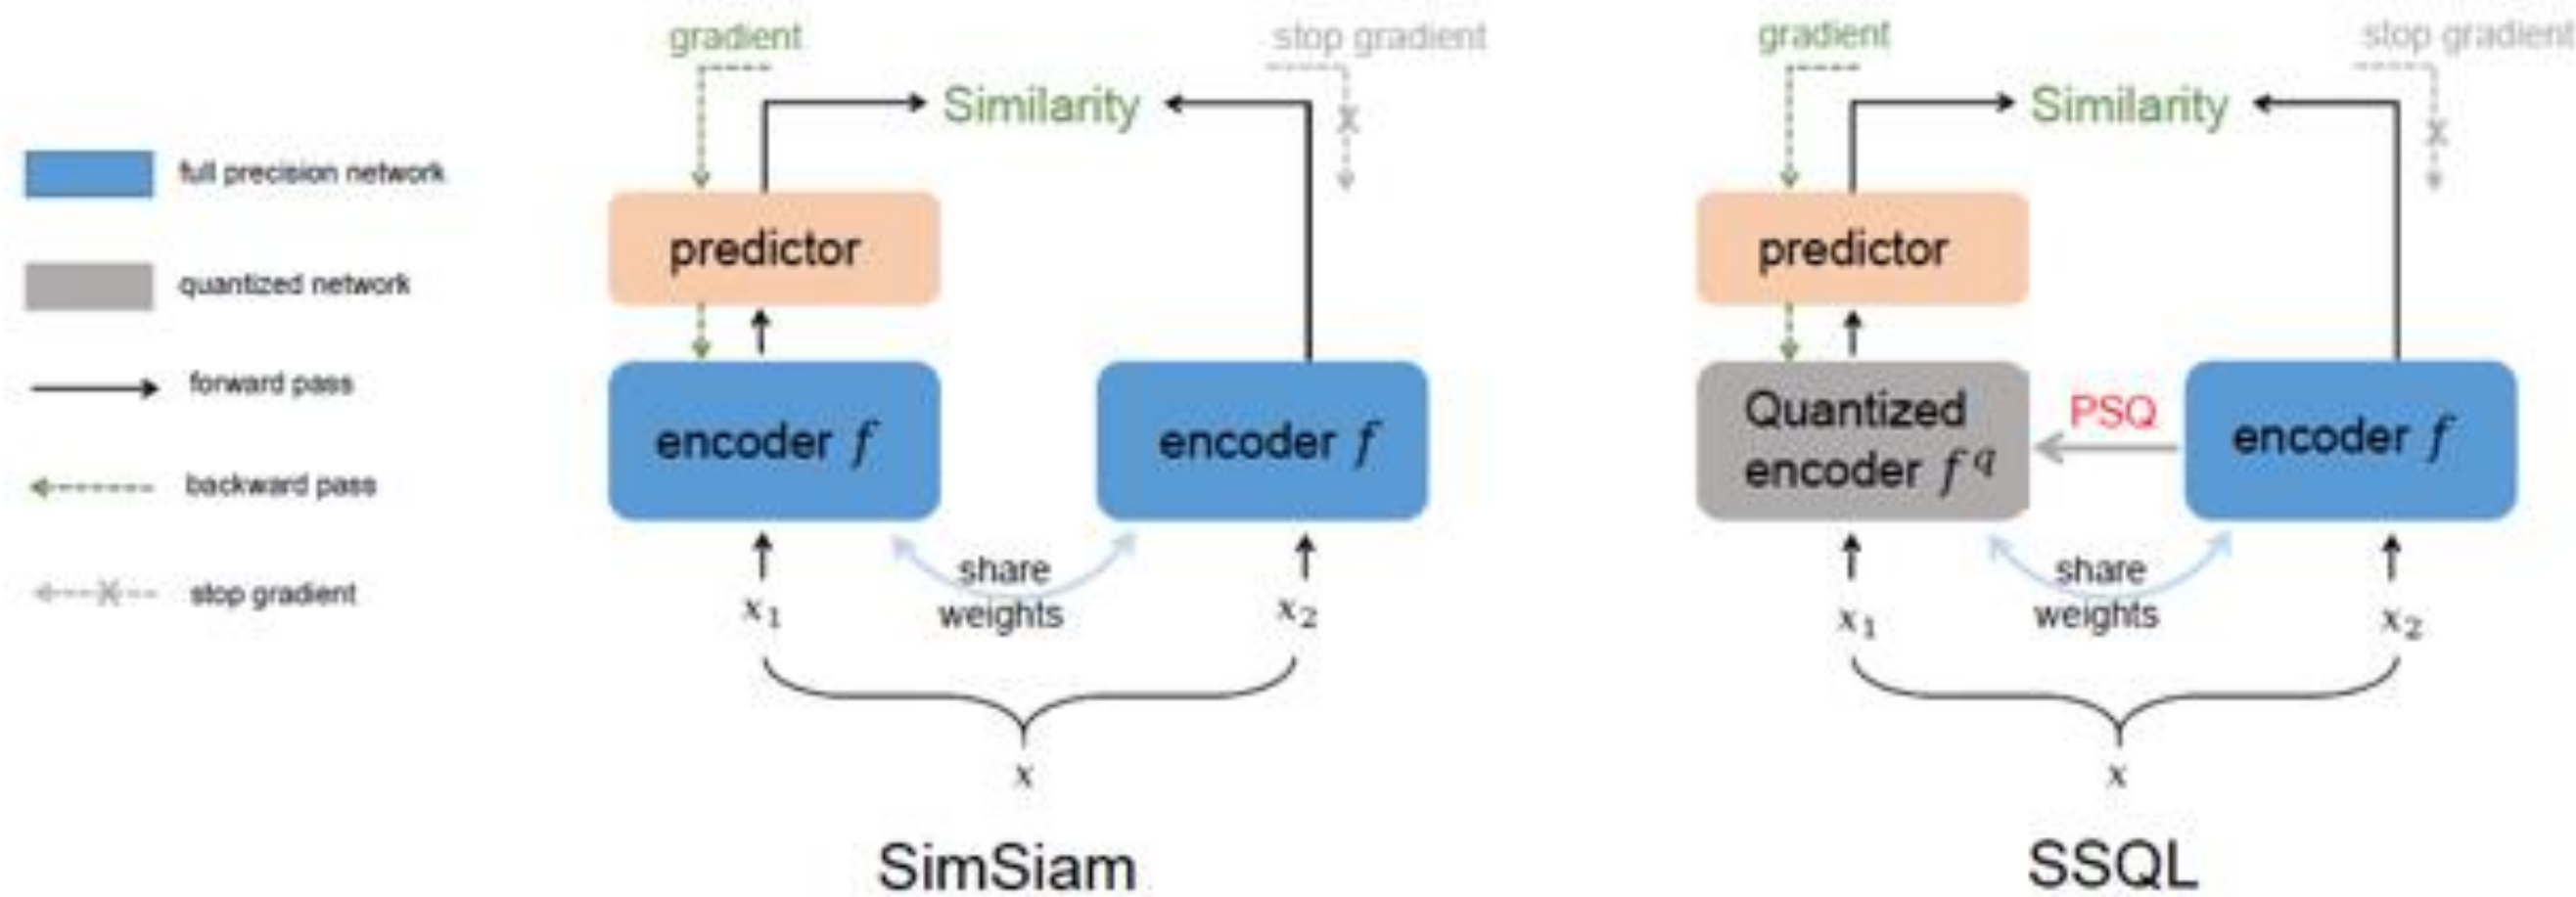 full precision network
quantized network
forward pass
backward pass
stop gradient
gradient
stop gradient
Similarity
predictor
encoder f
encoder f
share
weights
x₁
x₂
x
SimSiam
gradient
stop gradient
Similarity
predictor
Quantized
encoder f^q
PSQ
encoder f
share
weights
x₁
x₂
x
SSQL